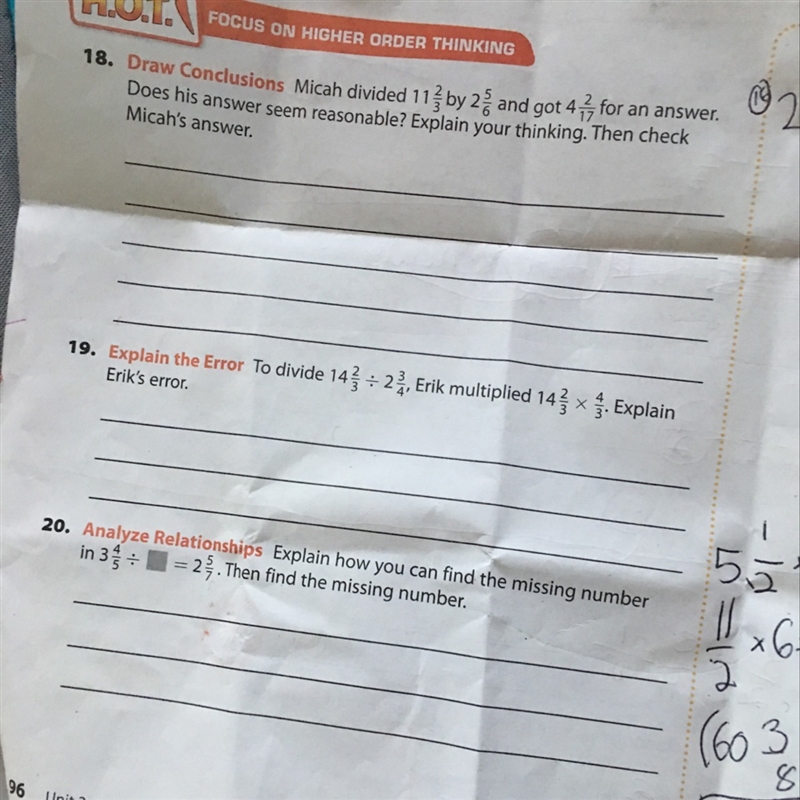 H.O.T.
FOCUS ON HIGHER ORDER THINKING
18. Draw Conclusions Micah divided 11 2/3 by 2 5/6 and got 4 2/17 for an answer.
Does his answer seem reasonable? Explain your thinking. Then check
Micah's answer.
19. Explain the Error To divide 14 2/3 ÷ 2 3/4, Erik multiplied 14 2/3 × 4/3. Explain
Erik's error.
20. Analyze Relationships Explain how you can find the missing number
in 3 4/5 ÷ ■ = 2 5/7. Then find the missing number.
2
5 1/2
11/2 × 6
(60 3
8
96